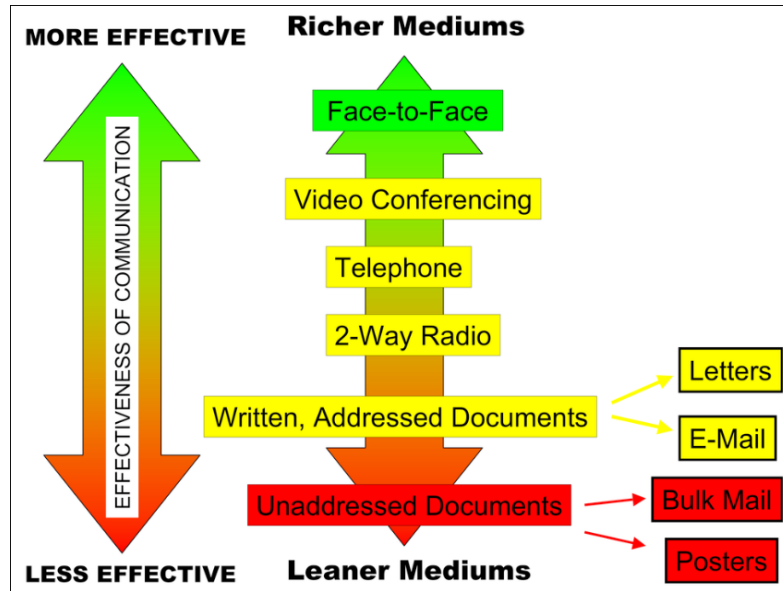 MORE EFFECTIVE
Richer Mediums
Face-to-Face
EFFECTIVENESS OF COMMUNICATION
Video Conferencing
Telephone
2-Way Radio
Letters
Written, Addressed Documents
E-Mail
Unaddressed Documents
Bulk Mail
Posters
LESS EFFECTIVE
Leaner Mediums